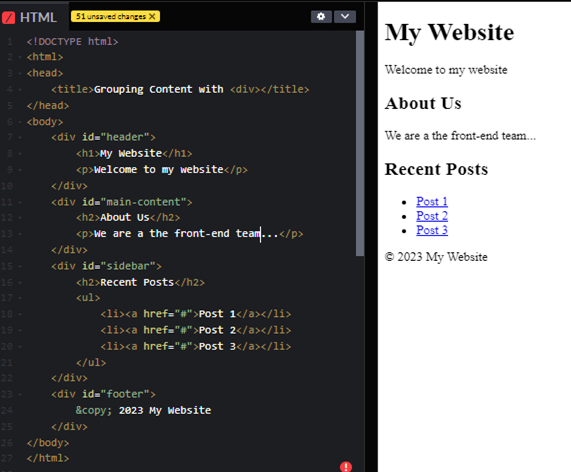 HTML
51 unsaved changes X
1 <!DOCTYPE html>
2 <html>
3 <head>
4 <title>Grouping Content with <div></title>
5 </head>
6 <body>
7 <div id="header">
8 <h1>My Website</h1>
9 <p>Welcome to my website</p>
10 </div>
11 <div id="main-content">
12 <h2>About Us</h2>
13 <p>We are a the front-end team...</p>
14 </div>
15 <div id="sidebar">
16 <h2>Recent Posts</h2>
17 <ul>
18 <li><a href="#">Post 1</a></li>
19 <li><a href="#">Post 2</a></li>
20 <li><a href="#">Post 3</a></li>
21 </ul>
22 </div>
23 <div id="footer">
24 &copy; 2023 My Website
25 </div>
26 </body>
27 </html>
My Website
Welcome to my website
About Us
We are a the front-end team...
Recent Posts
• Post 1
• Post 2
• Post 3
© 2023 My Website